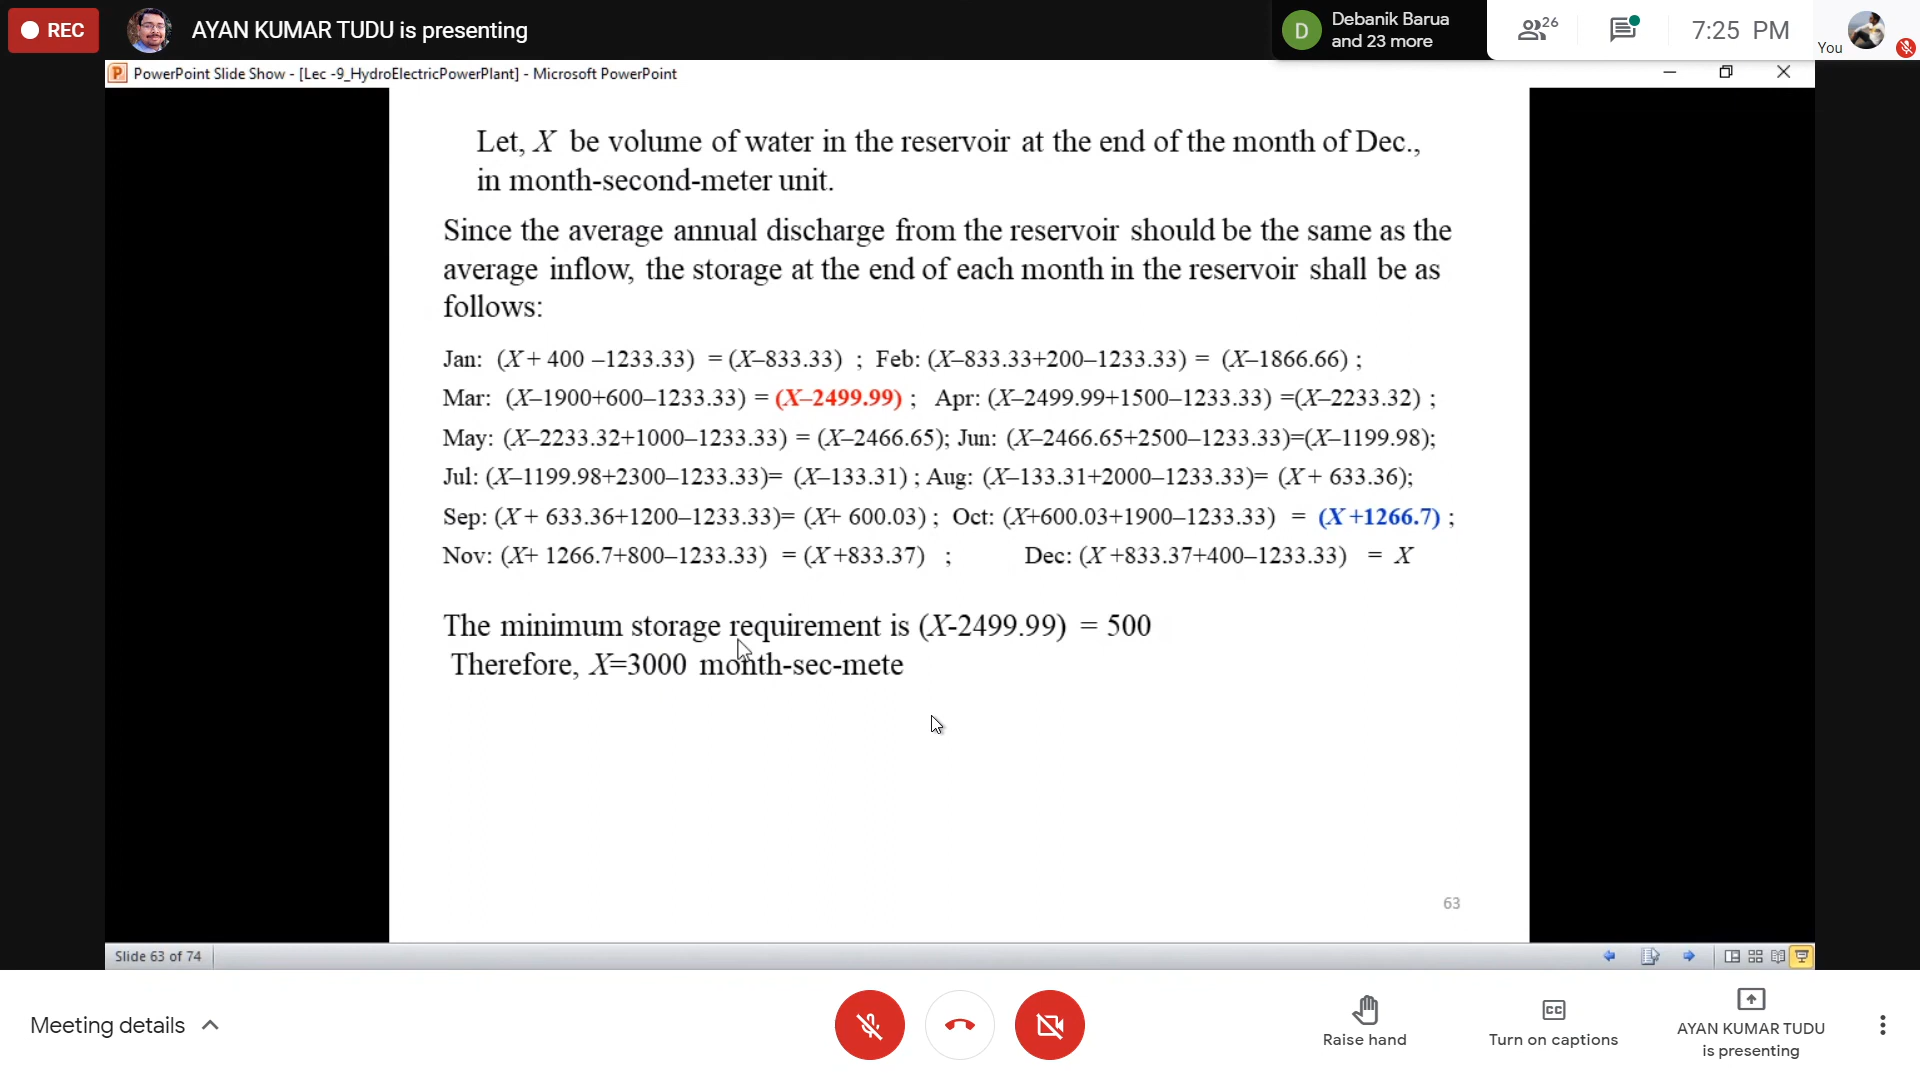 REC
AYAN KUMAR TUDU is presenting
D
Debanik Barua
and 23 more
26
7:25 PM
You
PowerPoint Slide Show - [Lec -9_HydroElectricPowerPlant] - Microsoft PowerPoint
Let, X be volume of water in the reservoir at the end of the month of Dec.,
in month-second-meter unit.
Since the average annual discharge from the reservoir should be the same as the
average inflow, the storage at the end of each month in the reservoir shall be as
follows:
Jan: (X + 400 –1233.33) = (X–833.33) ; Feb: (X–833.33+200–1233.33) = (X–1866.66) ;
Mar: (X–1900+600–1233.33) = (X–2499.99) ; Apr: (X–2499.99+1500–1233.33) =(X–2233.32) ;
May: (X–2233.32+1000–1233.33) = (X–2466.65); Jun: (X–2466.65+2500–1233.33)=(X–1199.98);
Jul: (X–1199.98+2300–1233.33)= (X–133.31) ; Aug: (X–133.31+2000–1233.33)= (X + 633.36);
Sep: (X + 633.36+1200–1233.33)= (X+ 600.03) ; Oct: (X+600.03+1900–1233.33) = (X +1266.7) ;
Nov: (X+ 1266.7+800–1233.33) = (X +833.37) ; Dec: (X +833.37+400–1233.33) = X
The minimum storage requirement is (X-2499.99) = 500
Therefore, X=3000 month-sec-mete
63
Slide 63 of 74
Meeting details
Raise hand
CC
Turn on captions
AYAN KUMAR TUDU
is presenting